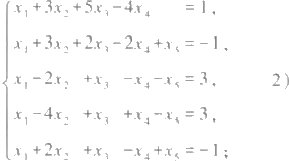 x₁+3x₂+5x₃−4x₄ = 1 ,
x₁+3x₂+2x₃−2x₄+x₅ = −1 ,
x₁−2x₂ +x₃ −x₄−x₅ = 3 , 2)
x₁−4x₂ +x₃ +x₄−x₅ = 3 ,
x₁+2x₂ +x₃ −x₄+x₅ = −1 ;